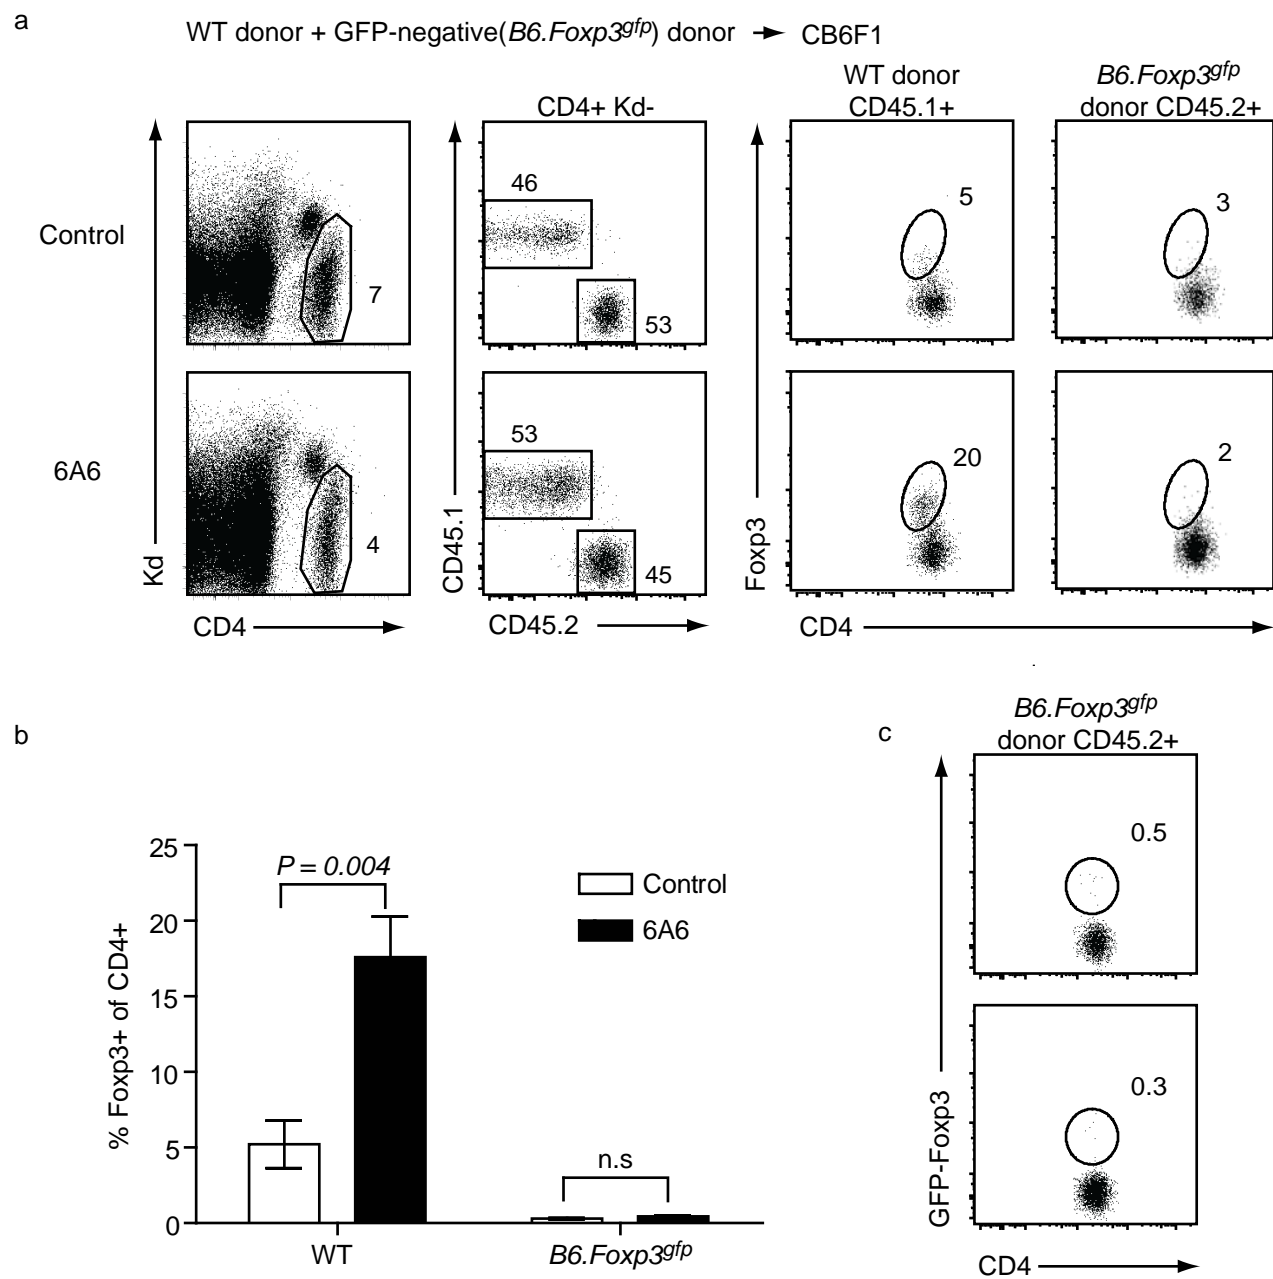 a
WT donor + GFP-negative(B6.Foxp3gfp) donor → CB6F1
WT donor
CD45.1+
B6.Foxp3gfp
donor CD45.2+
CD4+ Kd-
Control
7
46
53
5
3
6A6
4
53
45
20
2
Kd
CD4
CD45.1
CD45.2
Foxp3
CD4
b
% Foxp3+ of CD4+
25
20
15
10
5
0
P = 0.004
n.s
Control
6A6
WT
B6.Foxp3gfp
c
B6.Foxp3gfp
donor CD45.2+
0.5
0.3
GFP-Foxp3
CD4